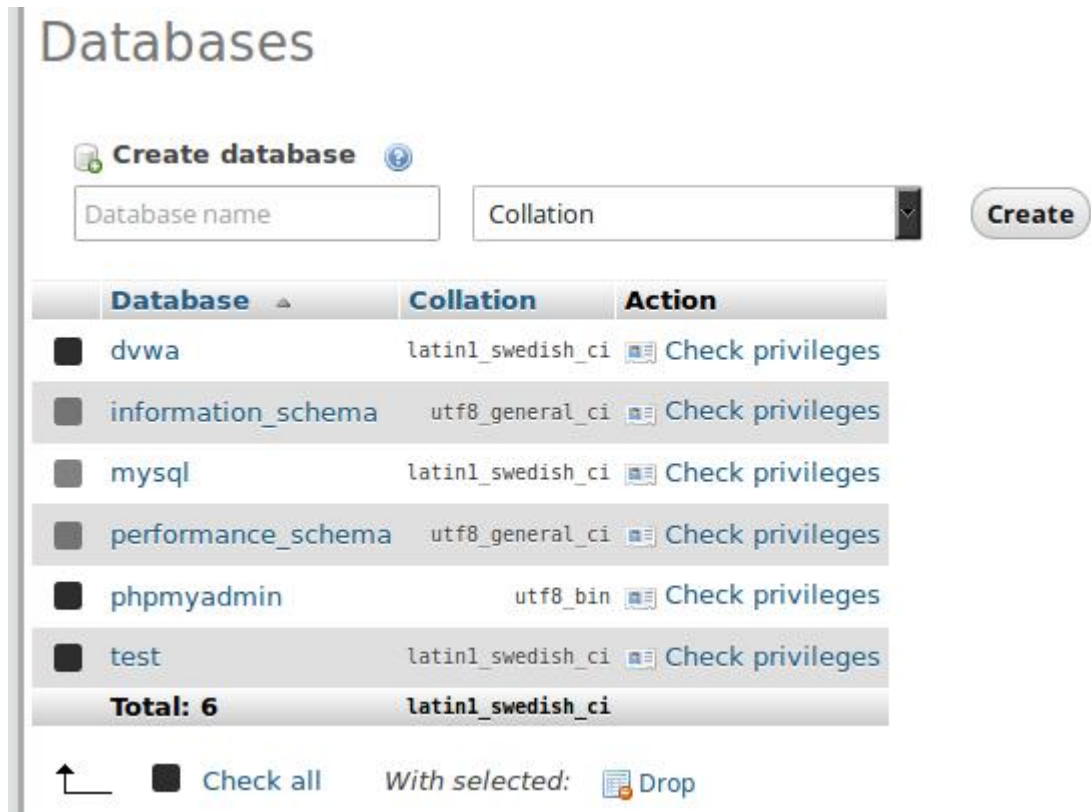 Databases
Create database
Database name Collation Create
Database Collation Action
dvwa latin1_swedish_ci Check privileges
information_schema utf8_general_ci Check privileges
mysql latin1_swedish_ci Check privileges
performance_schema utf8_general_ci Check privileges
phpmyadmin utf8_bin Check privileges
test latin1_swedish_ci Check privileges
Total: 6 latin1_swedish_ci
Check all With selected: Drop